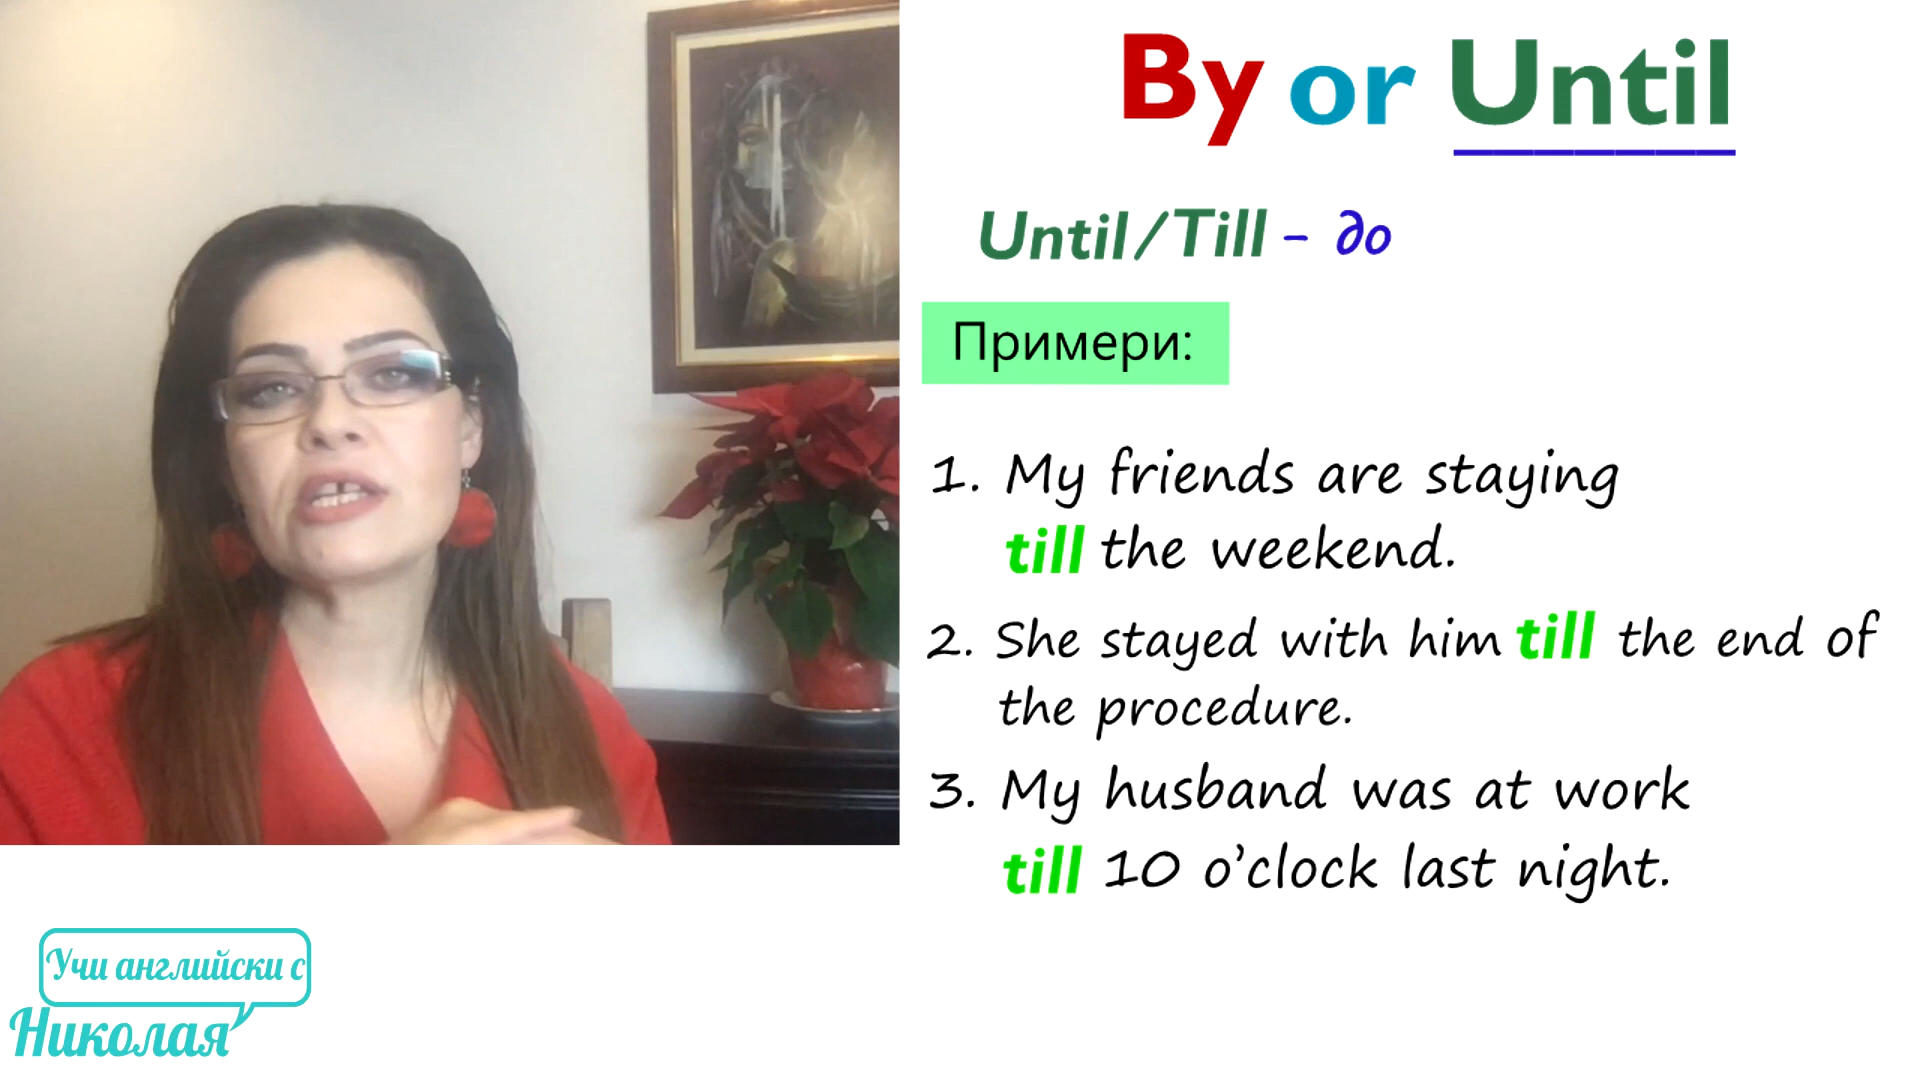 By or Until
Until/Till - до
Примери:
1. My friends are staying
till the weekend.
2. She stayed with him till the end of
the procedure.
3. My husband was at work
till 10 o’clock last night.
Учи английски с
Николая